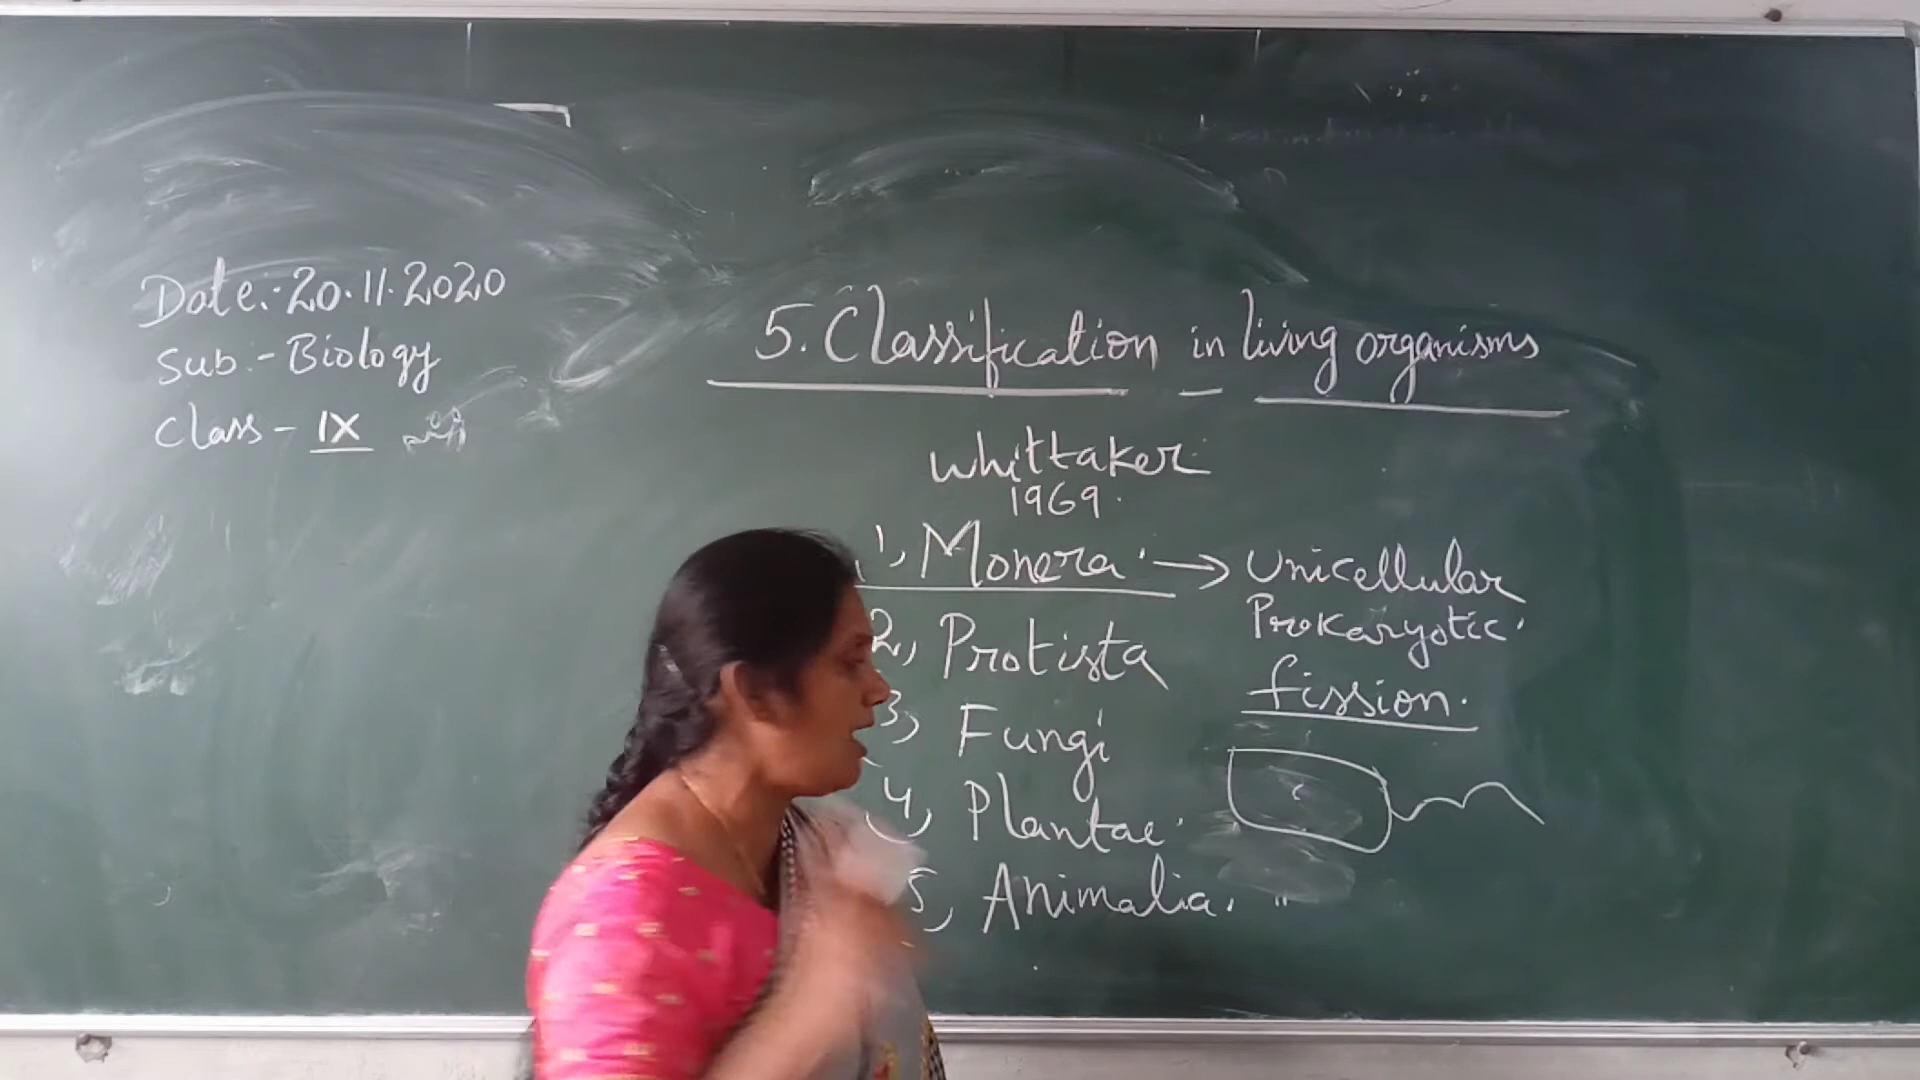 Date:- 20.11.2020
Sub:- Biology
Class - IX
5. Classification in living organisms
Whittaker
1969.
1, Monera. → Unicellular
Prokaryotic.
fission.
2, Protista
3, Fungi
4, Plantae.
5, Animalia.